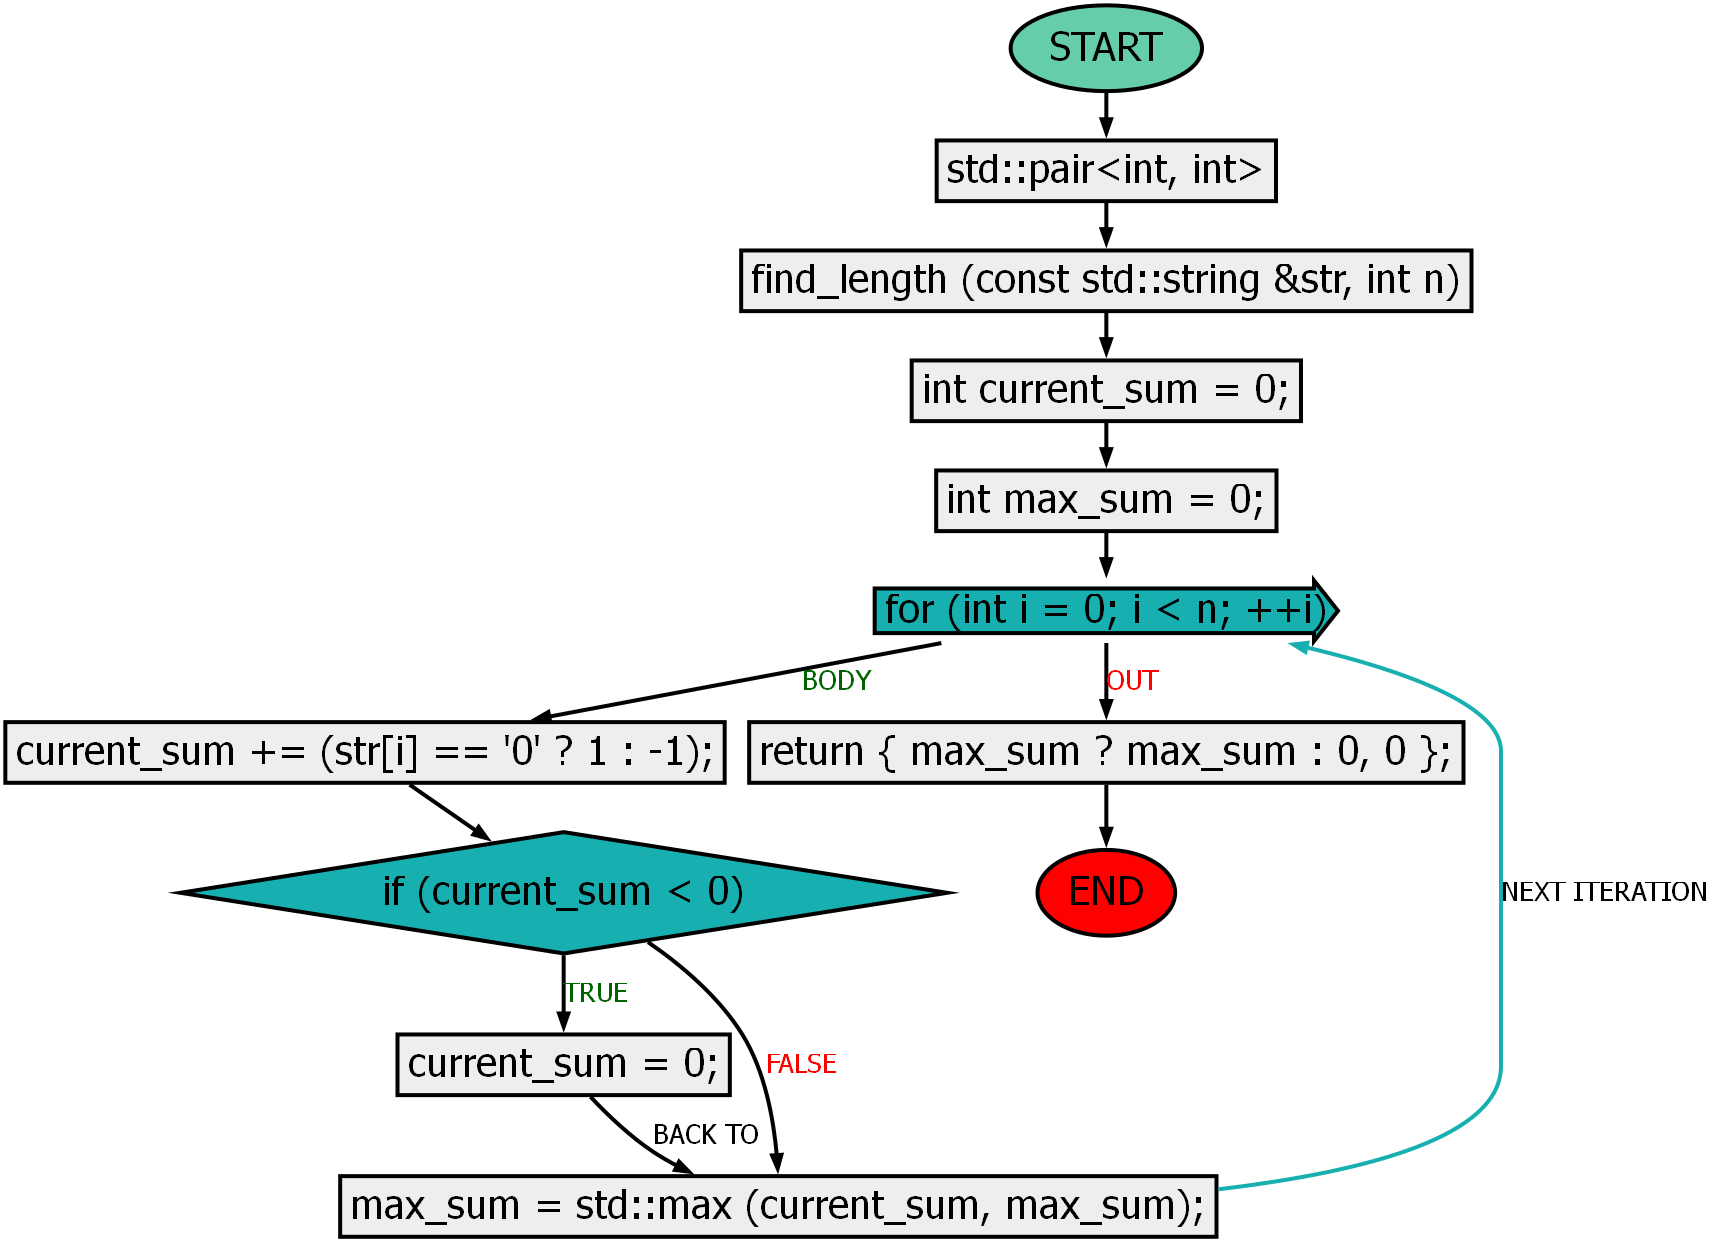 START
std::pair<int, int>
find_length (const std::string &str, int n)
int current_sum = 0;
int max_sum = 0;
for (int i = 0; i < n; ++i)
BODY
OUT
current_sum += (str[i] == '0' ? 1 : -1);
return { max_sum ? max_sum : 0, 0 };
if (current_sum < 0)
END
NEXT ITERATION
TRUE
current_sum = 0;
FALSE
BACK TO
max_sum = std::max (current_sum, max_sum);